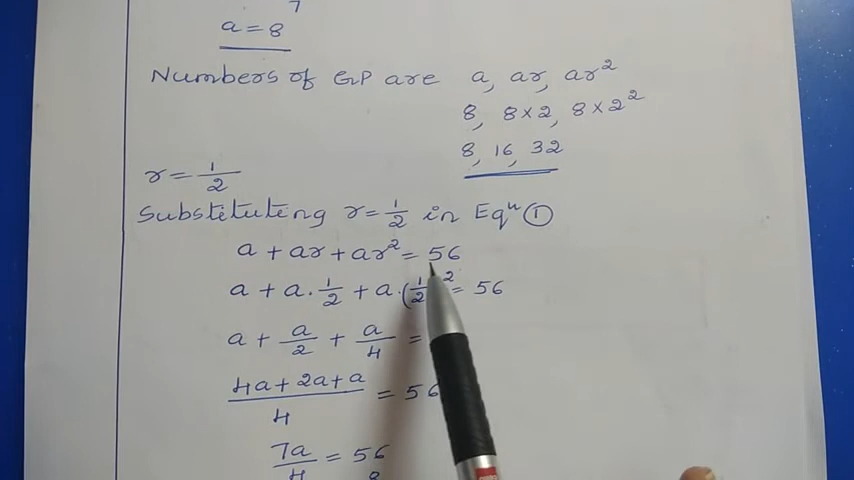 7
a = 8
Numbers of GP are a, ar, ar²
8, 8 × 2, 8 × 2²
8, 16, 32
r = 1/2
Substituting r = 1/2 in Eqⁿ ①
a + ar + ar² = 56
a + a · 1/2 + a · (1/2)² = 56
a + a/2 + a/4 =
4a + 2a + a / 4 = 56
7a/4 = 56
8